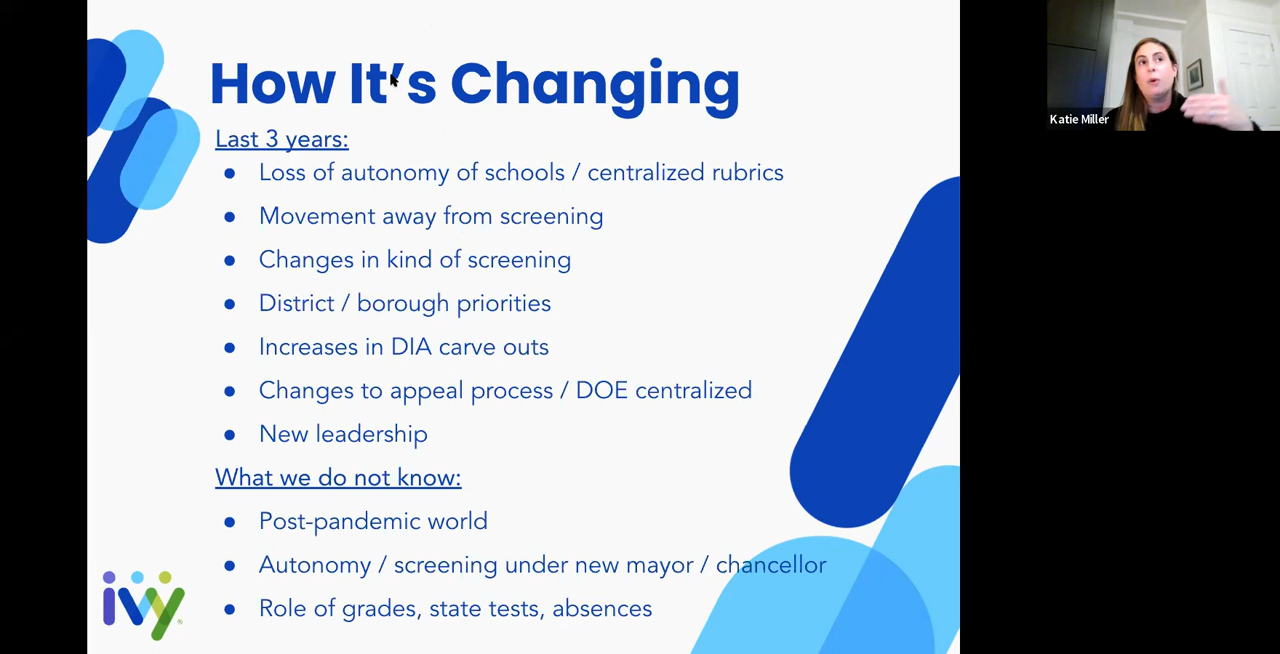 How It's Changing
Last 3 years:
● Loss of autonomy of schools / centralized rubrics
● Movement away from screening
● Changes in kind of screening
● District / borough priorities
● Increases in DIA carve outs
● Changes to appeal process / DOE centralized
● New leadership
What we do not know:
● Post-pandemic world
● Autonomy / screening under new mayor / chancellor
● Role of grades, state tests, absences
ivy®
Katie Miller